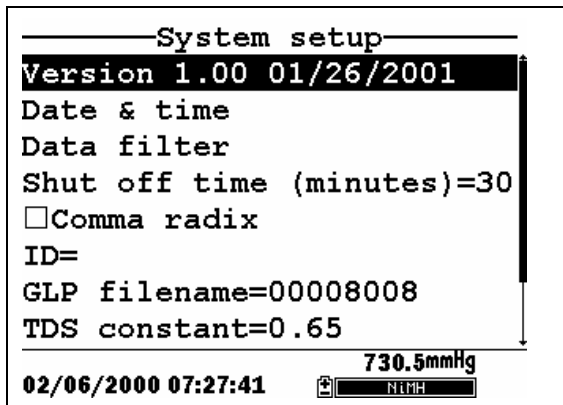 System setup
Version 1.00 01/26/2001
Date & time
Data filter
Shut off time (minutes)=30
☐Comma radix
ID=
GLP filename=00008008
TDS constant=0.65
730.5mmHg
02/06/2000 07:27:41 NiMH